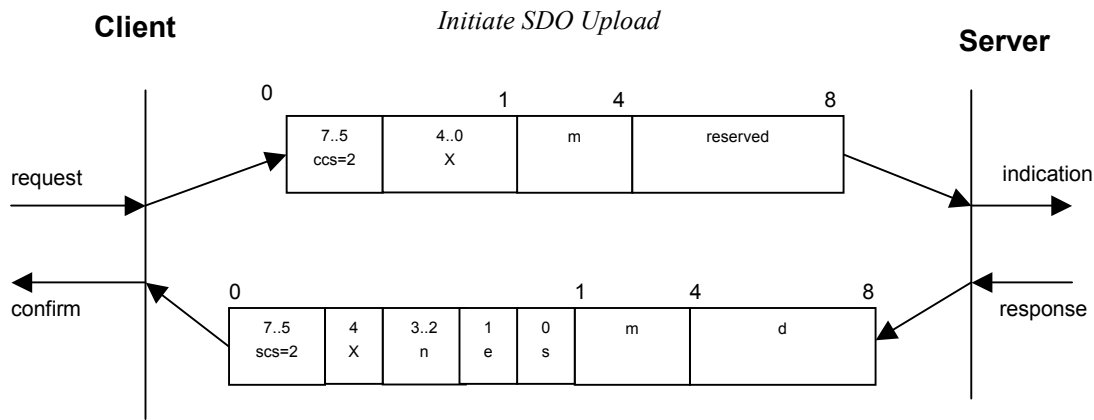 Initiate SDO Upload
Client
Server
0 1 4 8
7..5 4..0 m reserved
ccs=2 X
request
indication
confirm
response
0 1 4 8
7..5 4 3..2 1 0 m d
scs=2 X n e s